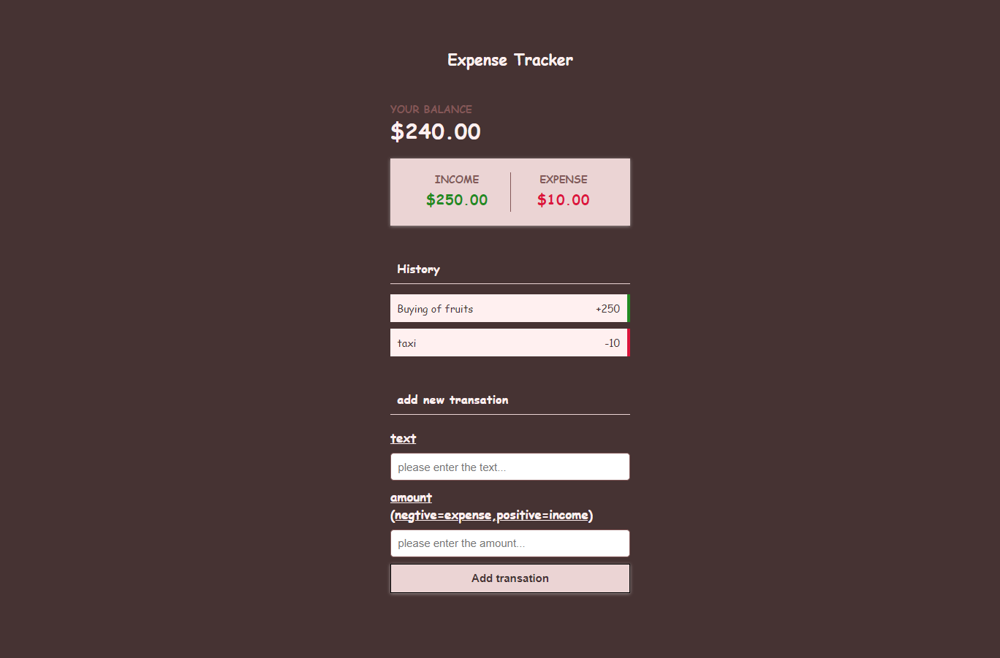 Expense Tracker
YOUR BALANCE
$240.00
INCOME
EXPENSE
$250.00
$10.00
History
Buying of fruits +250
taxi -10
add new transation
text
please enter the text...
amount
(negtive=expense,positive=income)
please enter the amount...
Add transation